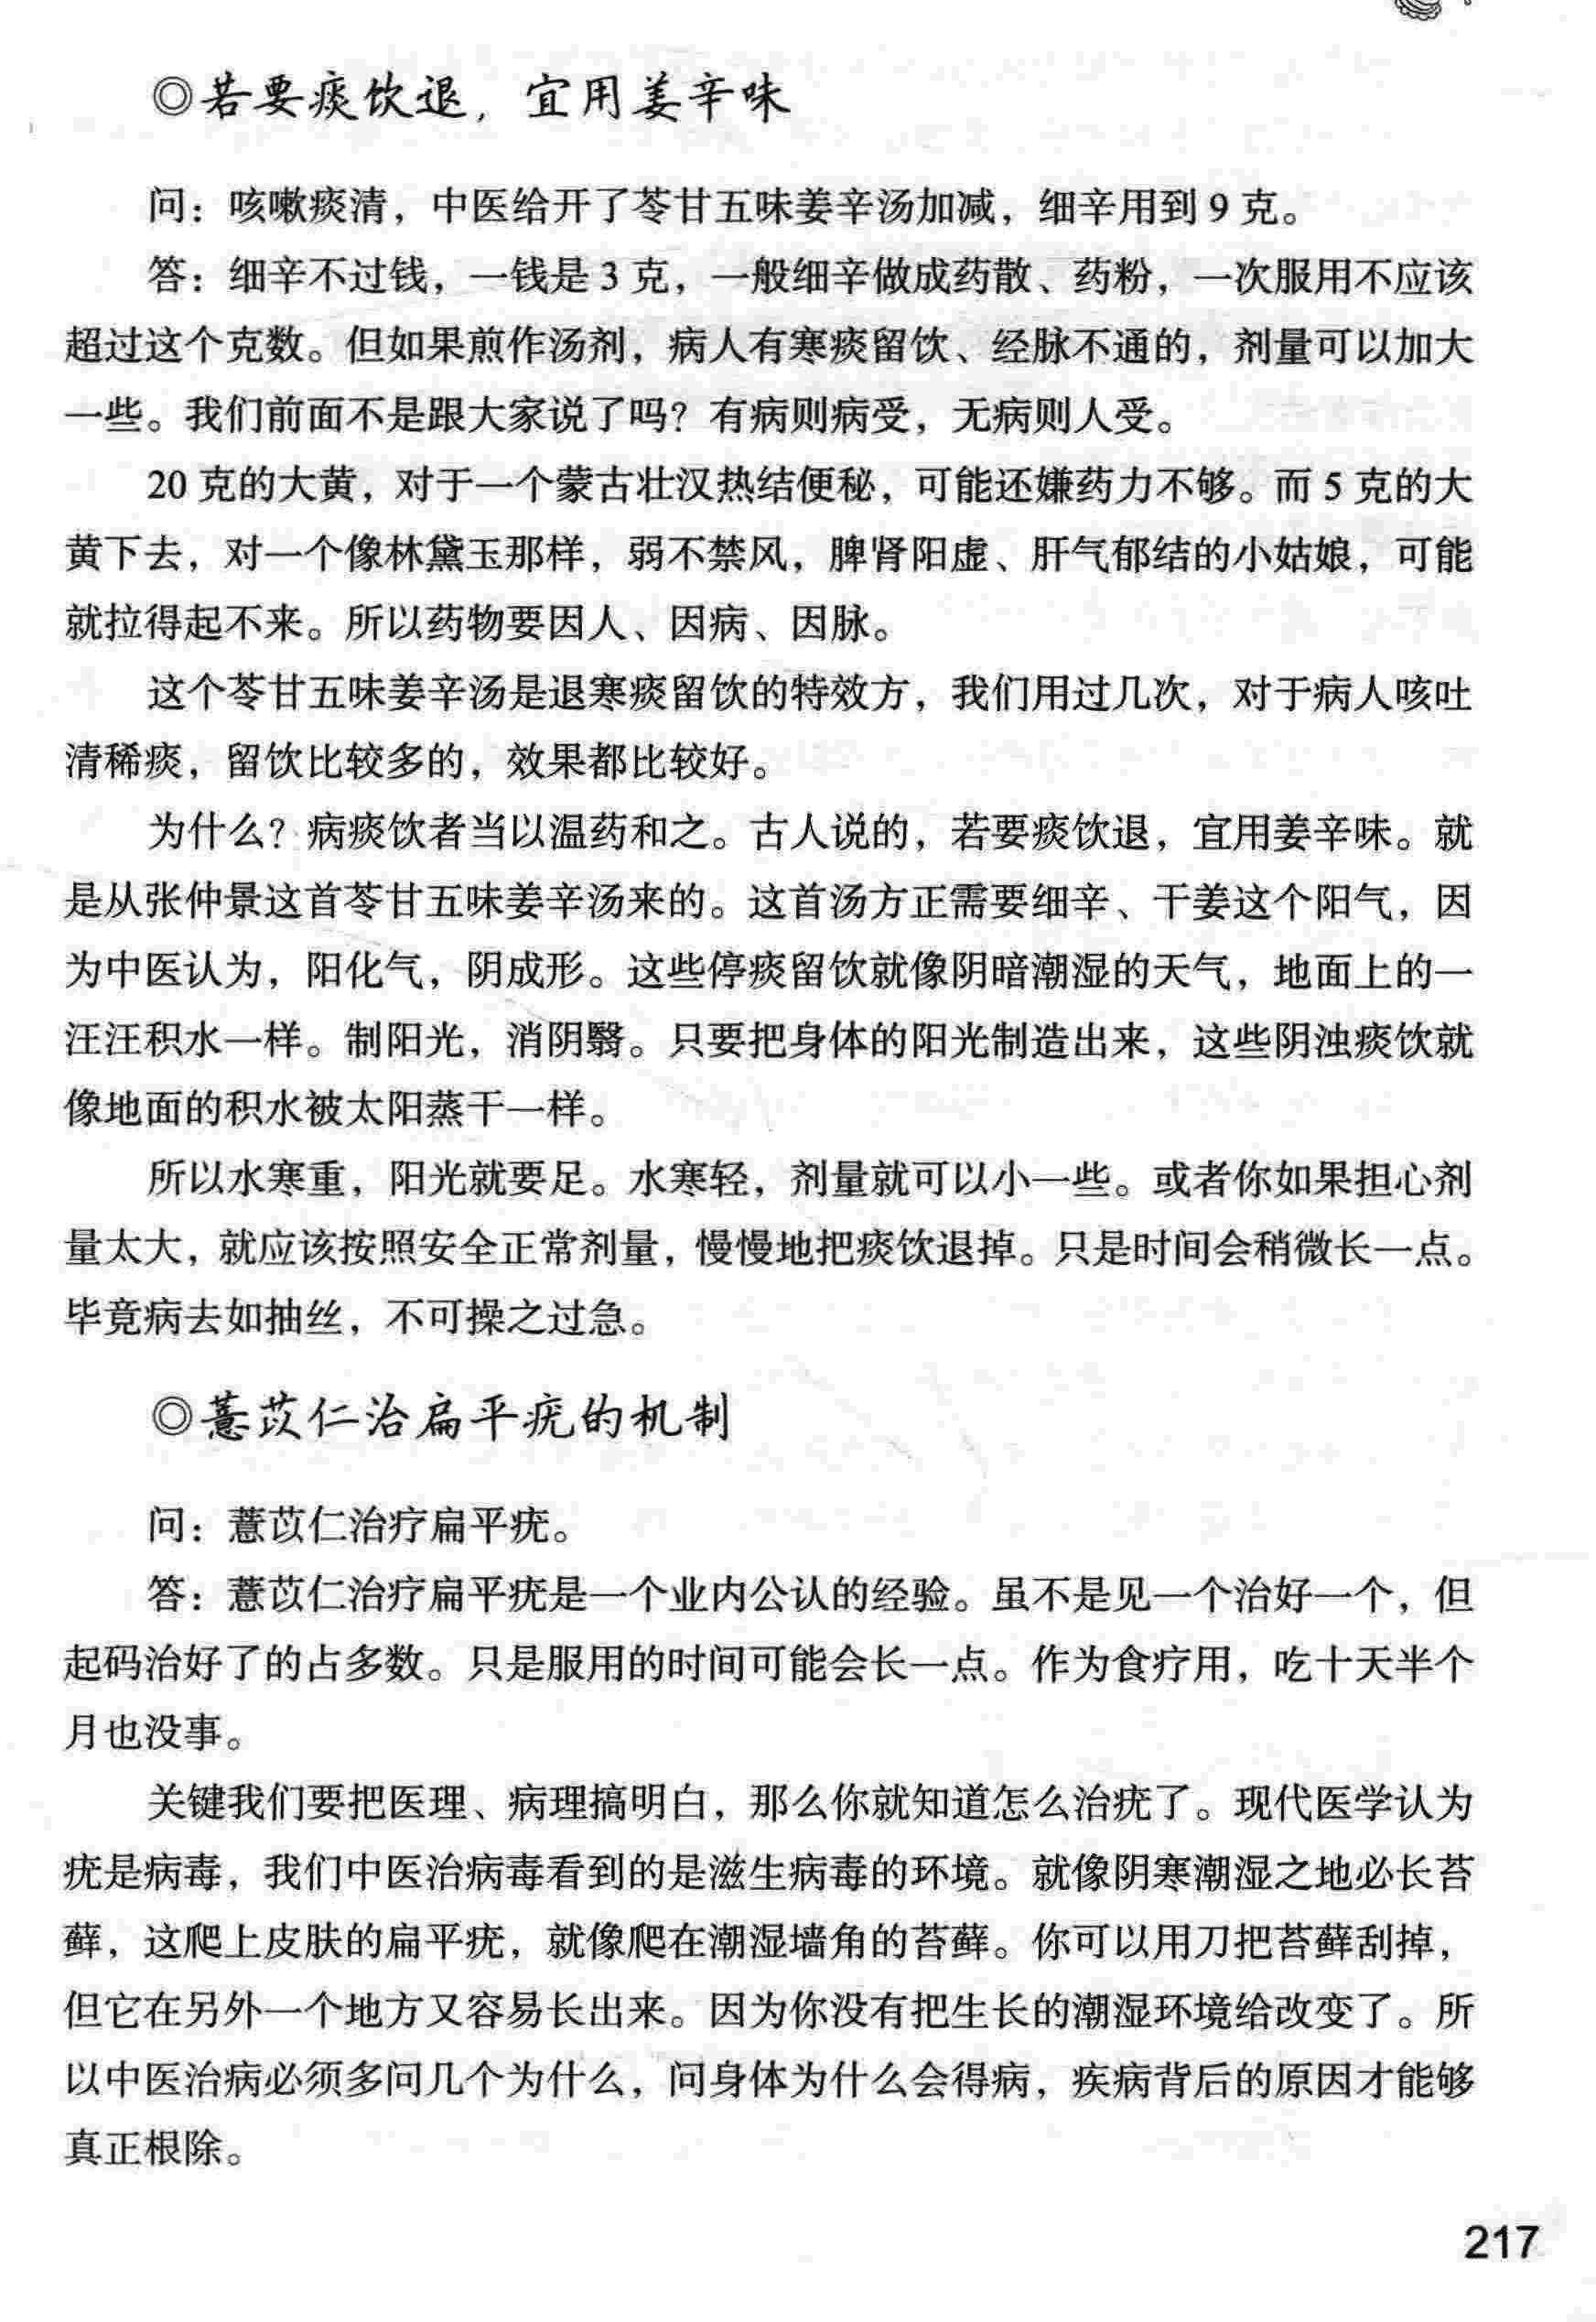 ◎若要痰饮退，宜用姜辛味
问：咳嗽痰清，中医给开了苓甘五味姜辛汤加减，细辛用到9克。
答：细辛不过钱，一钱是3克，一般细辛做成药散、药粉，一次服用不应该
超过这个克数。但如果煎作汤剂，病人有寒痰留饮、经脉不通的，剂量可以加大
一些。我们前面不是跟大家说了吗？有病则病受，无病则人受。
20克的大黄，对于一个蒙古壮汉热结便秘，可能还嫌药力不够。而5克的大
黄下去，对一个像林黛玉那样，弱不禁风，脾肾阳虚、肝气郁结的小姑娘，可能
就拉得起不来。所以药物要因人、因病、因脉。
这个苓甘五味姜辛汤是退寒痰留饮的特效方，我们用过几次，对于病人咳吐
清稀痰，留饮比较多的，效果都比较好。
为什么？病痰饮者当以温药和之。古人说的，若要痰饮退，宜用姜辛味。就
是从张仲景这首苓甘五味姜辛汤来的。这首汤方正需要细辛、干姜这个阳气，因
为中医认为，阳化气，阴成形。这些停痰留饮就像阴暗潮湿的天气，地面上的一
汪汪积水一样。制阳光，消阴翳。只要把身体的阳光制造出来，这些阴浊痰饮就
像地面的积水被太阳蒸干一样。
所以水寒重，阳光就要足。水寒轻，剂量就可以小一些。或者你如果担心剂
量太大，就应该按照安全正常剂量，慢慢地把痰饮退掉。只是时间会稍微长一点。
毕竟病去如抽丝，不可操之过急。
◎薏苡仁治扁平疣的机制
问：薏苡仁治疗扁平疣。
答：薏苡仁治疗扁平疣是一个业内公认的经验。虽不是见一个治好一个，但
起码治好了的占多数。只是服用的时间可能会长一点。作为食疗用，吃十天半个
月也没事。
关键我们要把医理、病理搞明白，那么你就知道怎么治疣了。现代医学认为
疣是病毒，我们中医治病毒看到的是滋生病毒的环境。就像阴寒潮湿之地必长苔
藓，这爬上皮肤的扁平疣，就像爬在潮湿墙角的苔藓。你可以用刀把苔藓刮掉，
但它在另外一个地方又容易长出来。因为你没有把生长的潮湿环境给改变了。所
以中医治病必须多问几个为什么，问身体为什么会得病，疾病背后的原因才能够
真正根除。
217